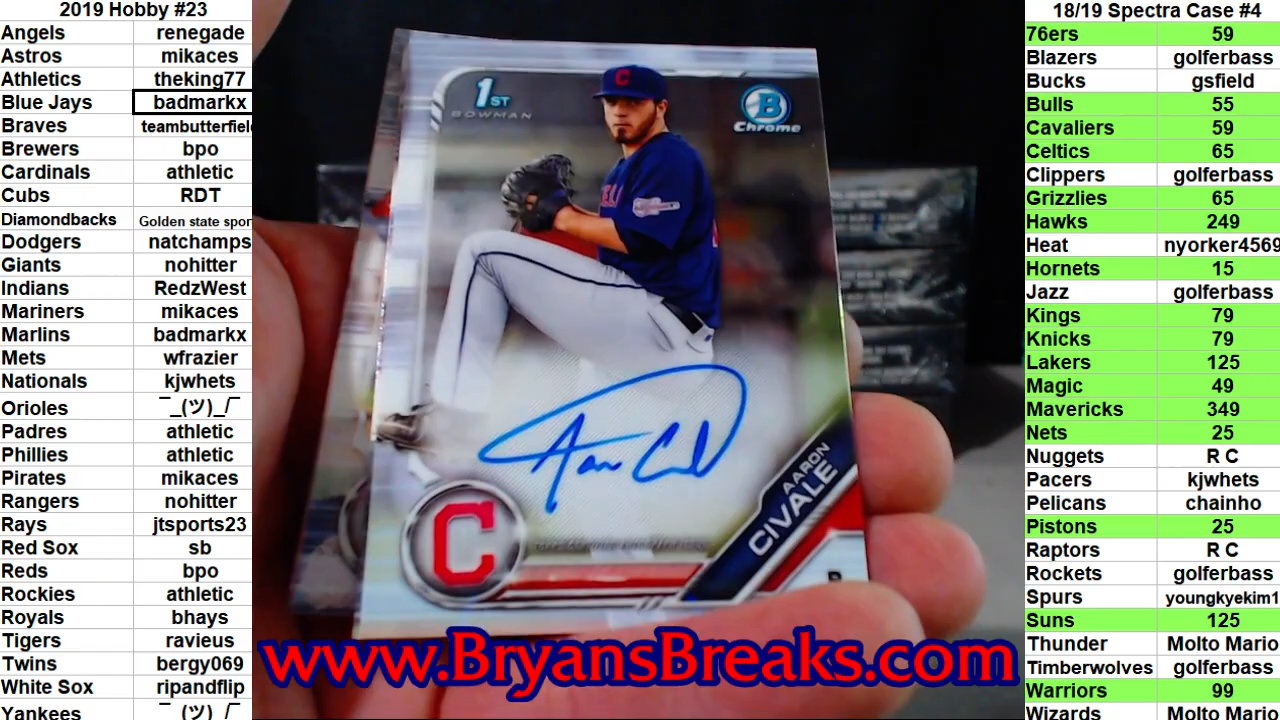 2019 Hobby #23
Angels renegade
Astros mikaces
Athletics theking77
Blue Jays badmarkx
Braves teambutterfiel
Brewers bpo
Cardinals athletic
Cubs RDT
Diamondbacks Golden state spor
Dodgers natchamps
Giants nohitter
Indians RedzWest
Mariners mikaces
Marlins badmarkx
Mets wfrazier
Nationals kjwhets
Orioles ¯_(ツ)_/¯
Padres athletic
Phillies athletic
Pirates mikaces
Rangers nohitter
Rays jtsports23
Red Sox sb
Reds bpo
Rockies athletic
Royals bhays
Tigers ravieus
Twins bergy069
White Sox ripandflip
Yankees ¯_(ツ)_/¯
1ST
BOWMAN
B
Chrome
C
Aaron Civale
C
AARON
CIVALE
P
www.BryansBreaks.com
18/19 Spectra Case #4
76ers 59
Blazers golferbass
Bucks gsfield
Bulls 55
Cavaliers 59
Celtics 65
Clippers golferbass
Grizzlies 65
Hawks 249
Heat nyorker4569
Hornets 15
Jazz golferbass
Kings 79
Knicks 79
Lakers 125
Magic 49
Mavericks 349
Nets 25
Nuggets R C
Pacers kjwhets
Pelicans chainho
Pistons 25
Raptors R C
Rockets golferbass
Spurs youngkyekim1
Suns 125
Thunder Molto Mario
Timberwolves golferbass
Warriors 99
Wizards Molto Mario